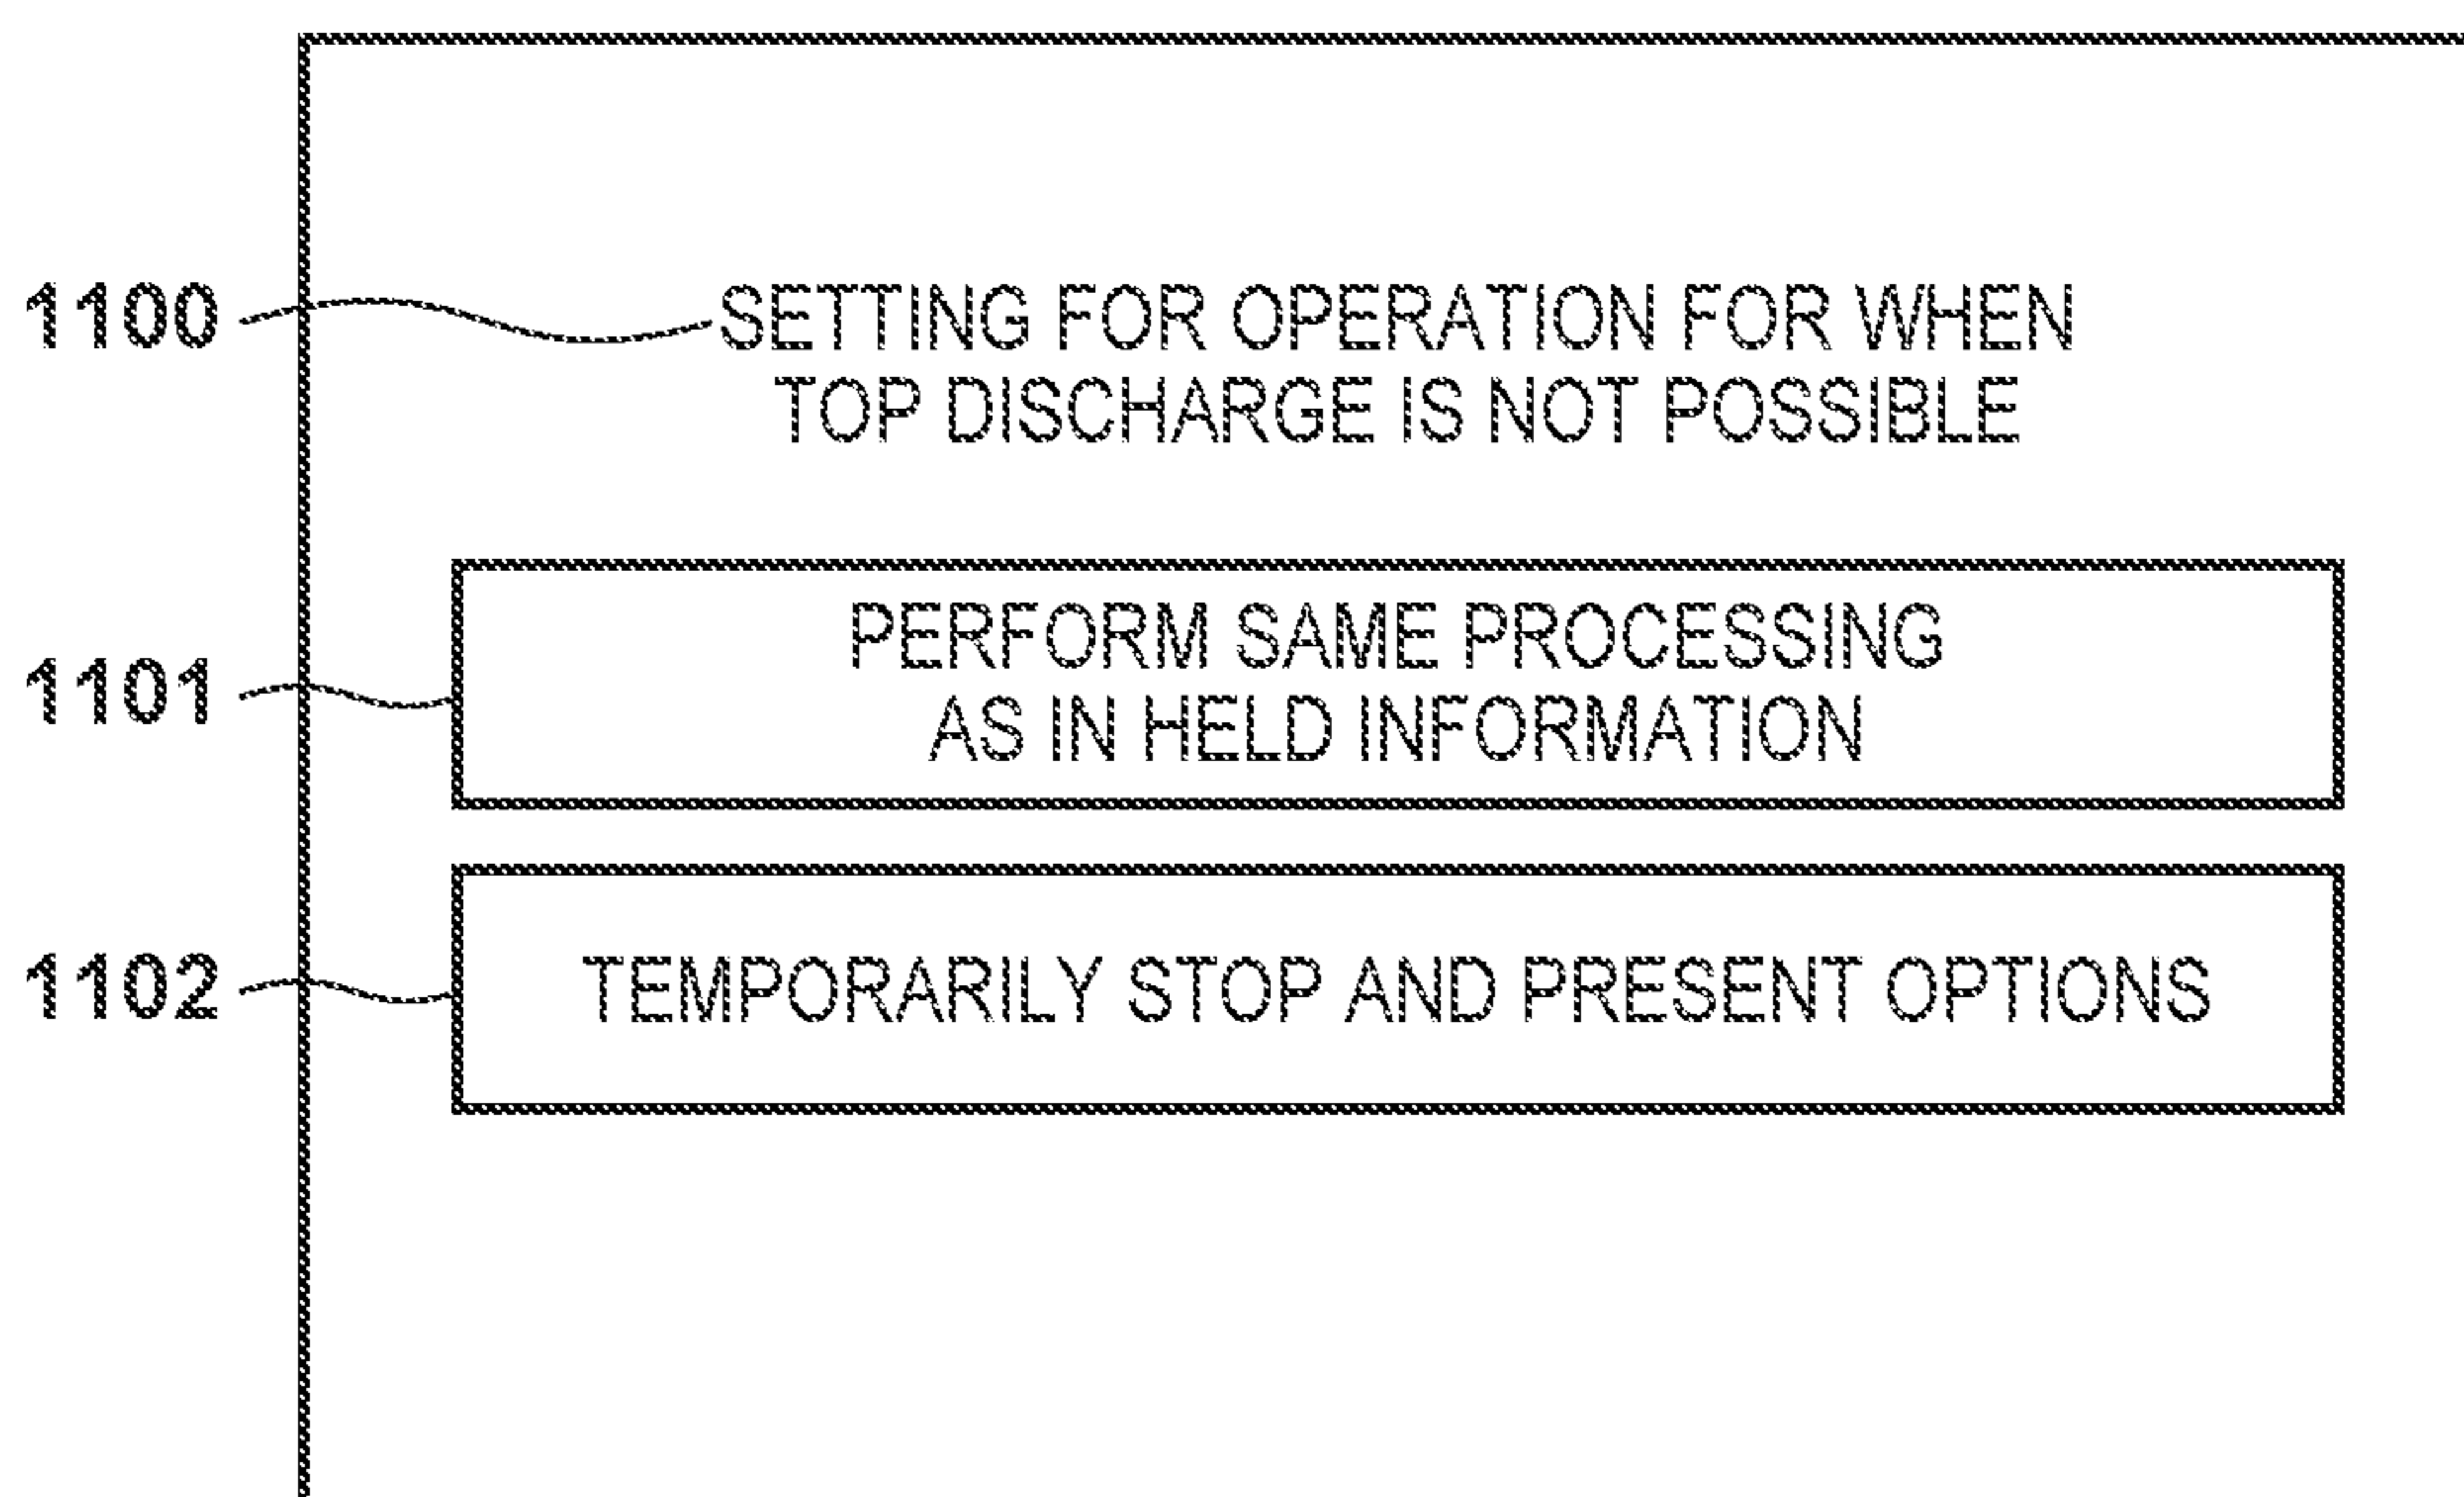 1100 SETTING FOR OPERATION FOR WHEN
TOP DISCHARGE IS NOT POSSIBLE
PERFORM SAME PROCESSING
1101
AS IN HELD INFORMATION
1102 TEMPORARILY STOP AND PRESENT OPTIONS